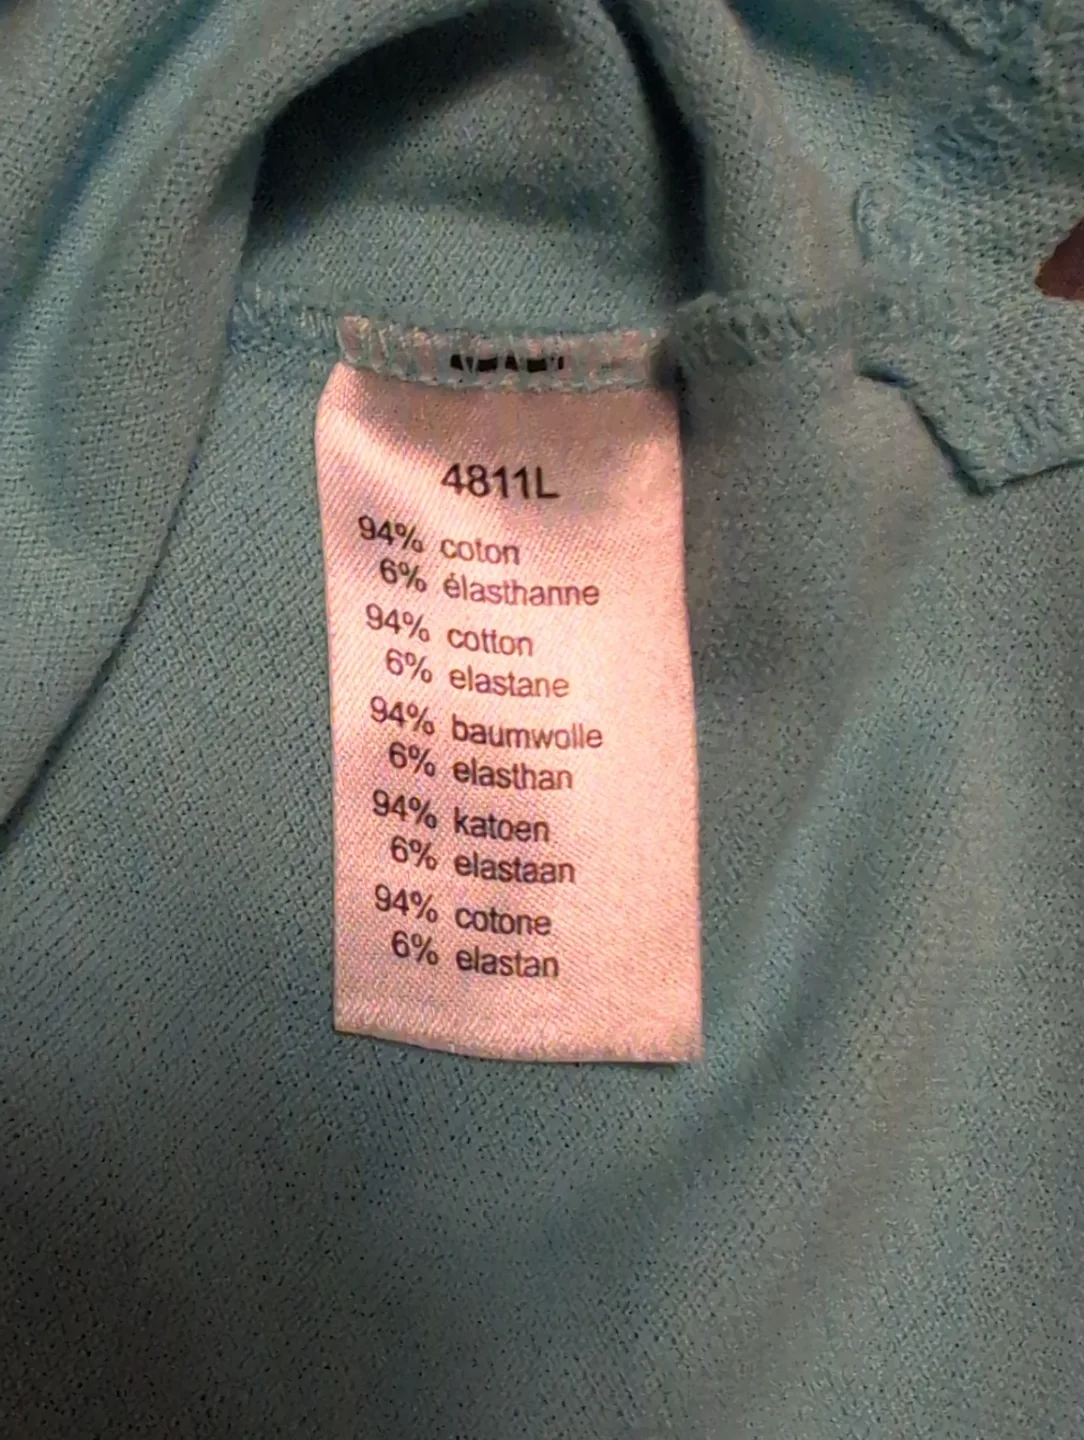 4811L
94% coton
6% élasthanne
94% cotton
6% elastane
94% baumwolle
6% elasthan
94% katoen
6% elastaan
94% cotone
6% elastan